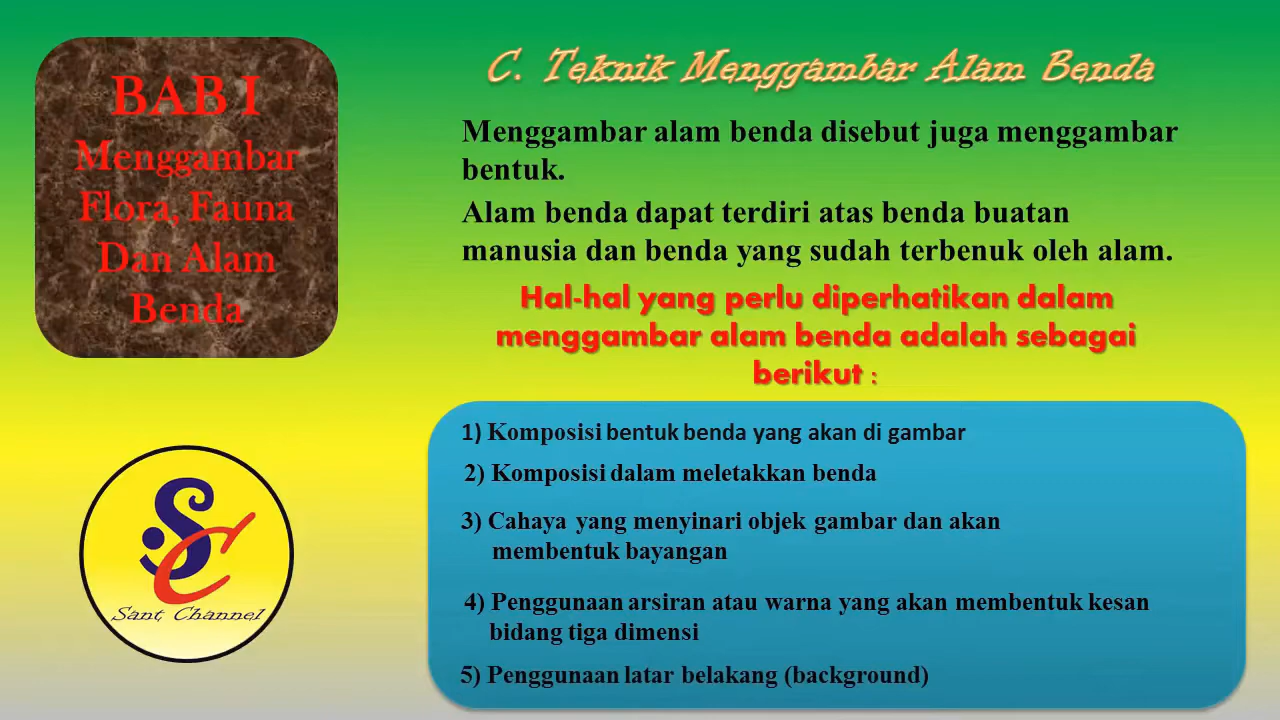 BAB I
Menggambar
Flora, Fauna
Dan Alam
Benda
SC
Sant Channel
C. Teknik Menggambar Alam Benda
Menggambar alam benda disebut juga menggambar
bentuk.
Alam benda dapat terdiri atas benda buatan
manusia dan benda yang sudah terbenuk oleh alam.
Hal-hal yang perlu diperhatikan dalam
menggambar alam benda adalah sebagai
berikut :
1) Komposisi bentuk benda yang akan di gambar
2) Komposisi dalam meletakkan benda
3) Cahaya yang menyinari objek gambar dan akan
membentuk bayangan
4) Penggunaan arsiran atau warna yang akan membentuk kesan
bidang tiga dimensi
5) Penggunaan latar belakang (background)